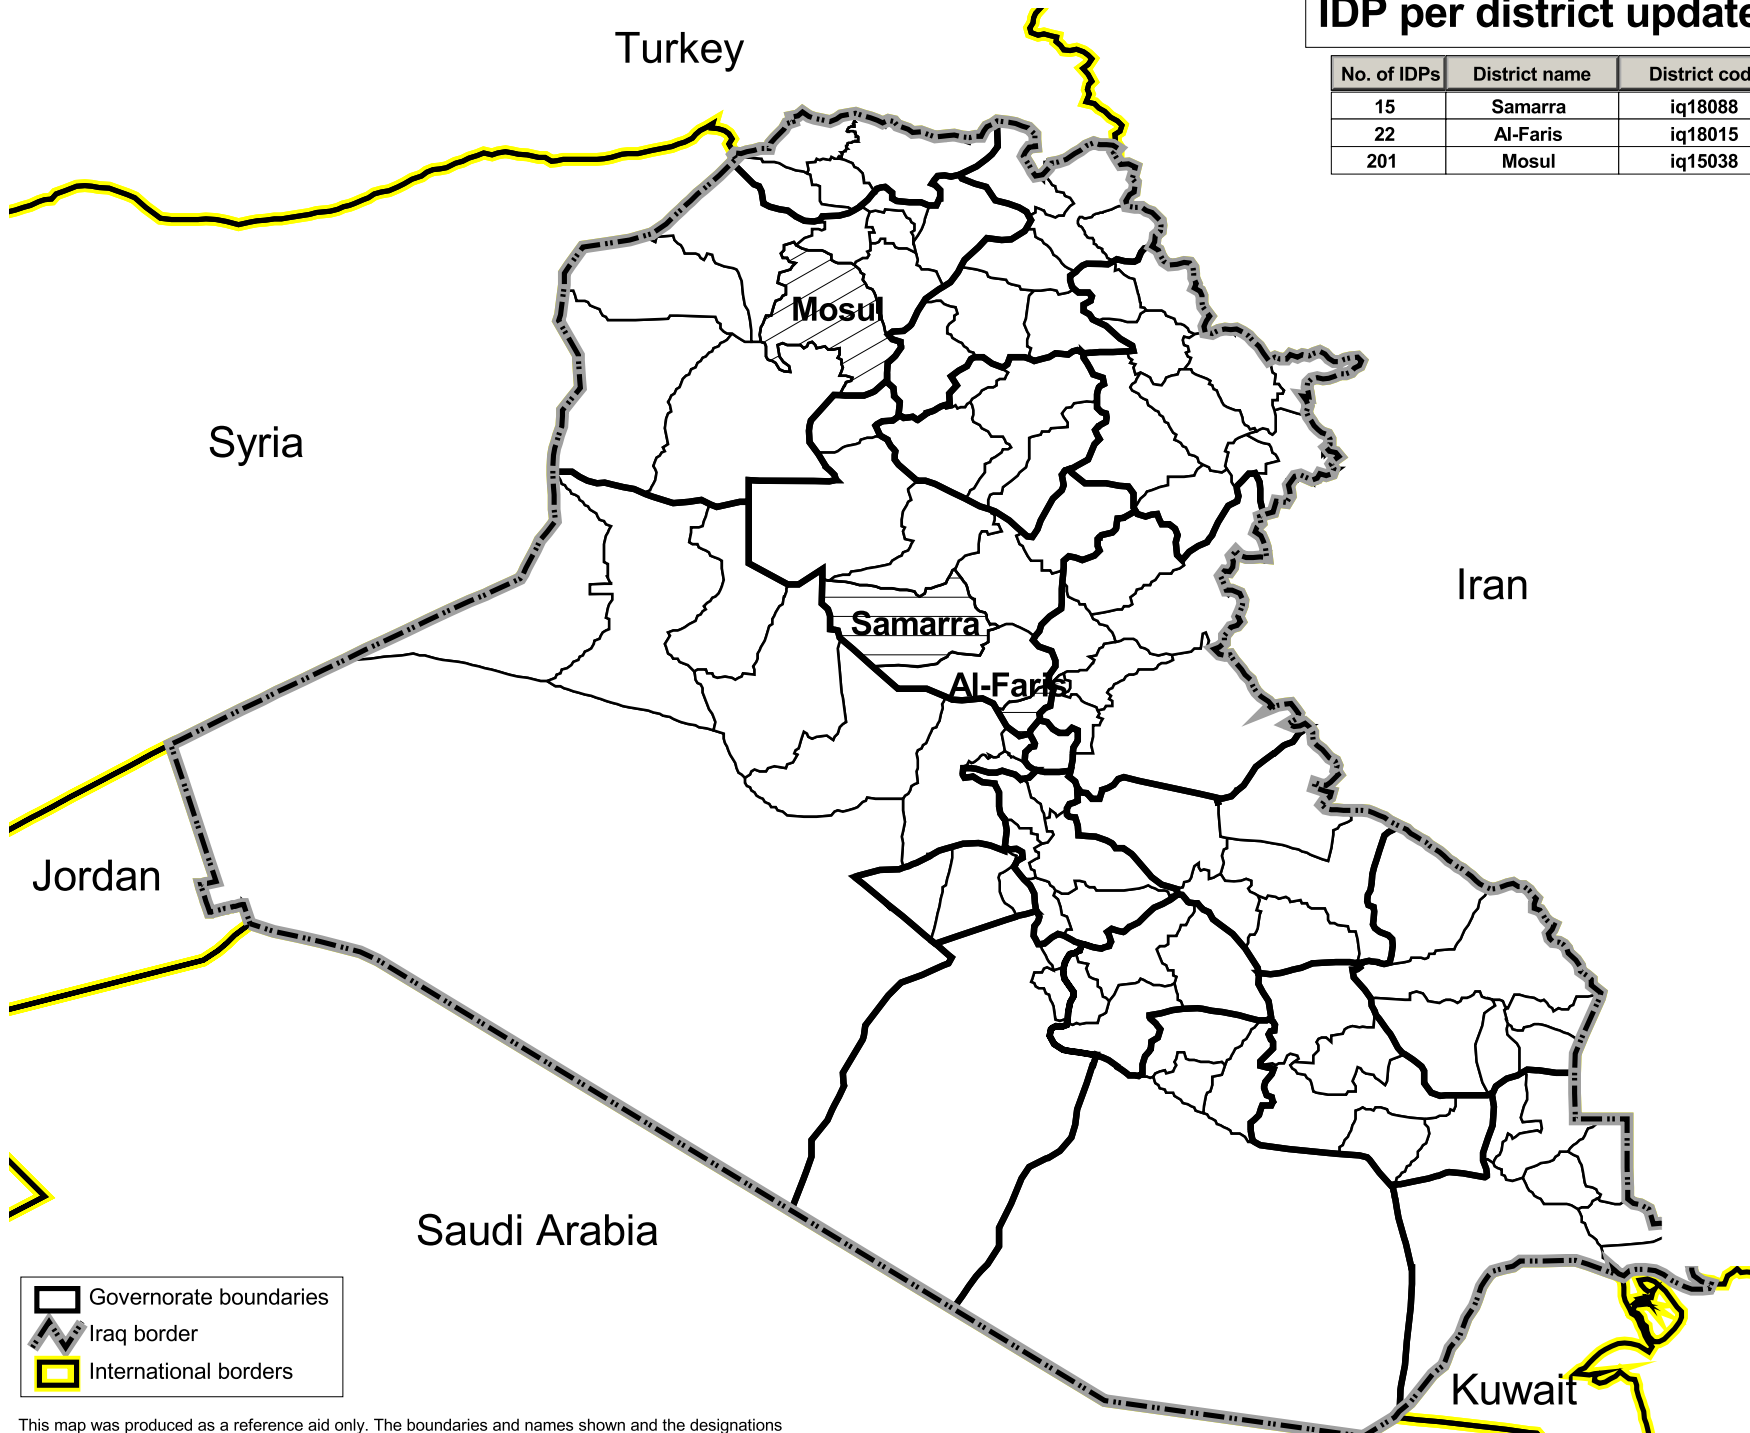 IDP per district update
No. of IDPs District name District cod
15 Samarra iq18088
22 Al-Faris iq18015
201 Mosul iq15038
Turkey
Mosul
Syria
Iran
Samarra
Al-Faris
Jordan
Saudi Arabia
Kuwait
Governorate boundaries
Iraq border
International borders
This map was produced as a reference aid only. The boundaries and names shown and the designations